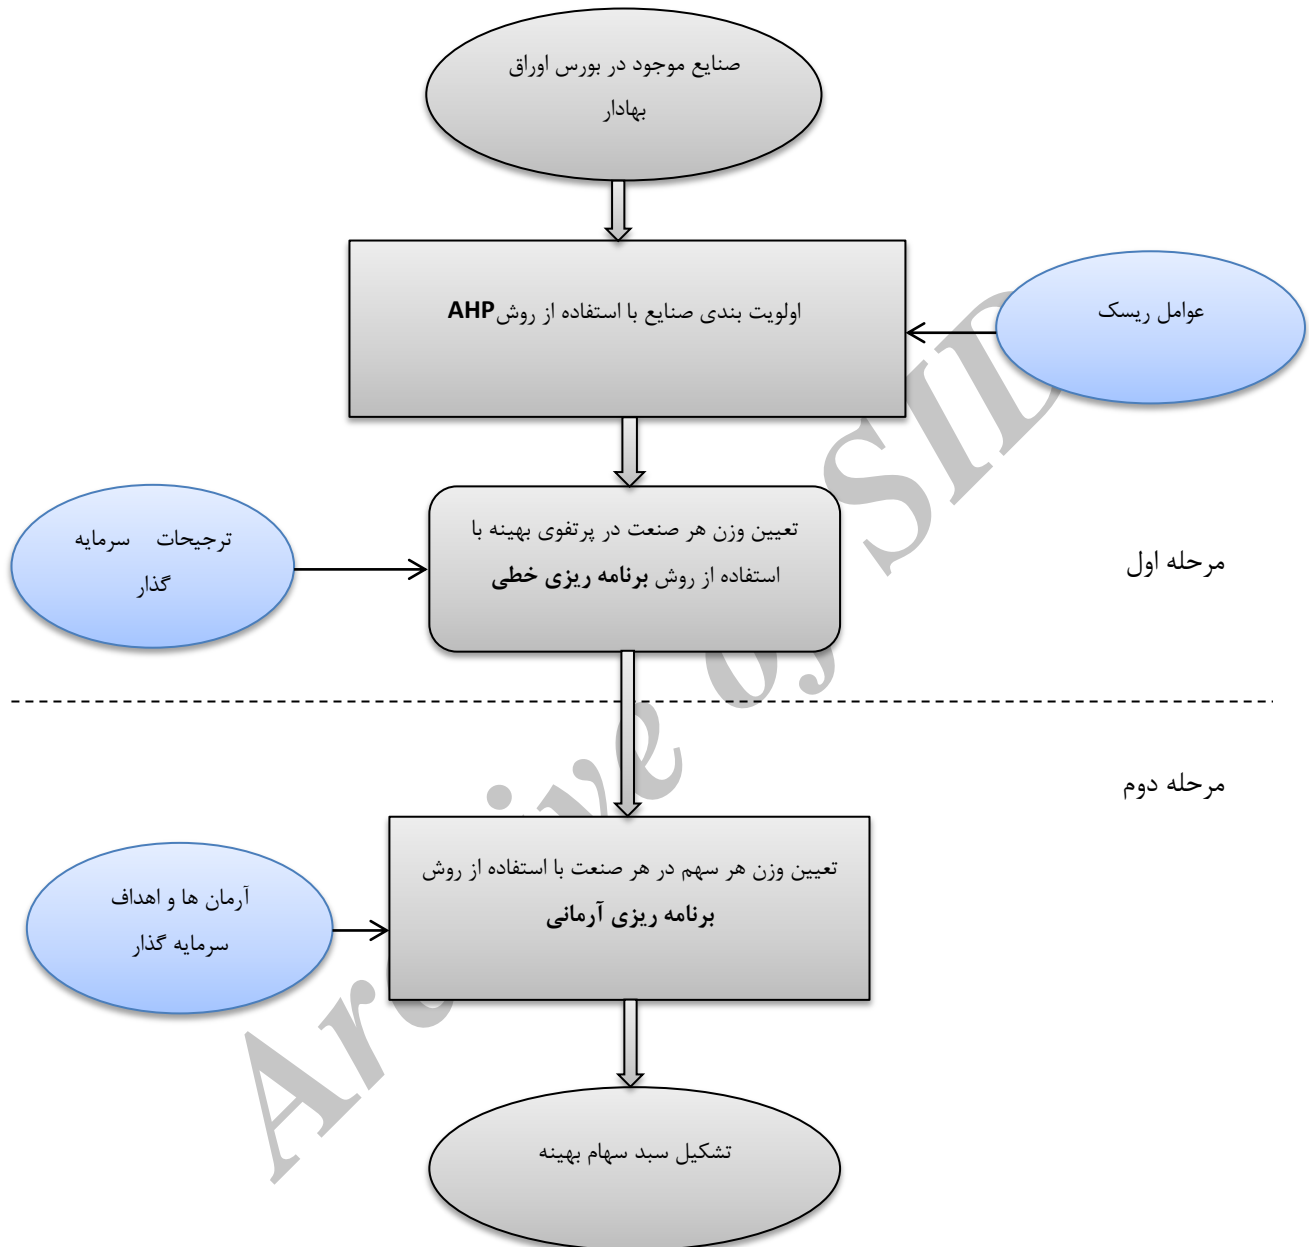 صنایع موجود در بورس اوراق
بهادار
اولویت بندی صنایع با استفاده از روش AHP
عوامل ریسک
تعیین وزن هر صنعت در پرتفوی بهینه با
استفاده از روش برنامه ریزی خطی
ترجیحات سرمایه
گذار
مرحله اول
مرحله دوم
تعیین وزن هر سهم در هر صنعت با استفاده از روش
برنامه ریزی آرمانی
آرمان ها و اهداف
سرمایه گذار
تشکیل سبد سهام بهینه
Archive of SID